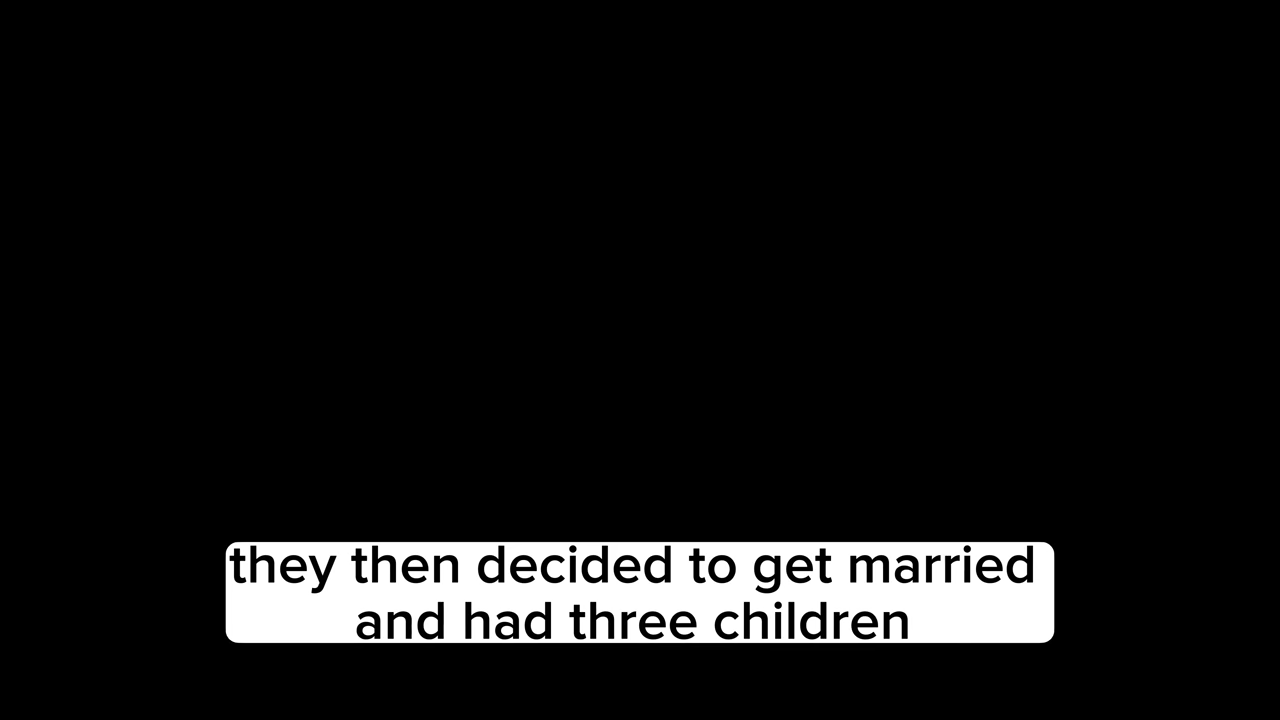 they then decided to get married
and had three children